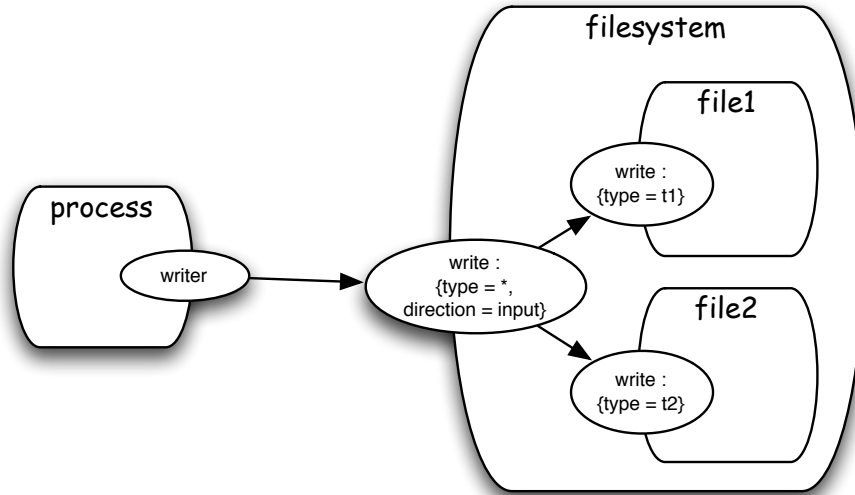 filesystem
file1
write :
{type = t1}
process
writer
write :
{type = *,
direction = input}
file2
write :
{type = t2}